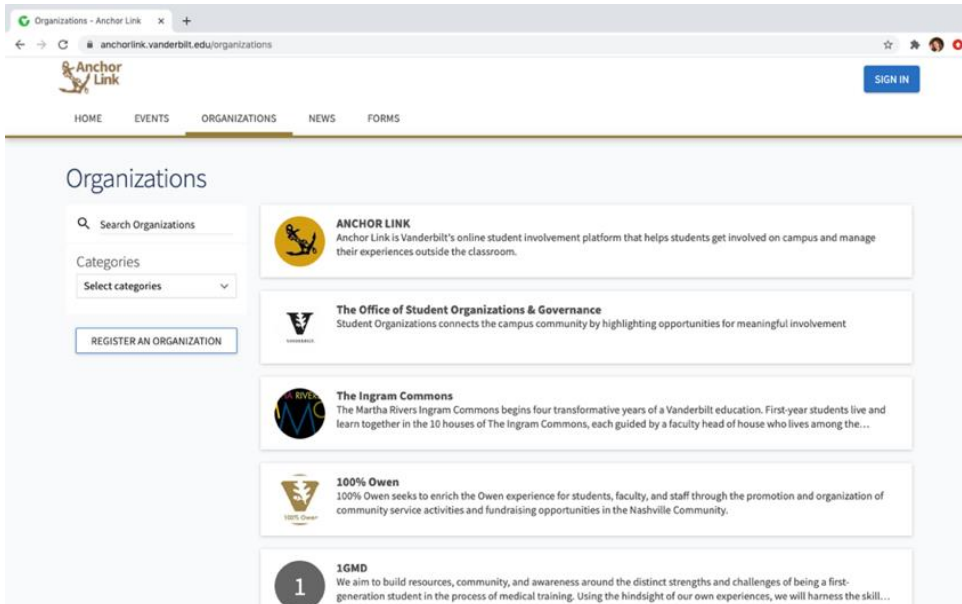 Organizations - Anchor Link
anchorlink.vanderbilt.edu/organizations
Anchor
Link
SIGN IN
HOME EVENTS ORGANIZATIONS NEWS FORMS
Organizations
Search Organizations
Categories
Select categories
REGISTER AN ORGANIZATION
ANCHOR LINK
Anchor Link is Vanderbilt's online student involvement platform that helps students get involved on campus and manage
their experiences outside the classroom.
VANDERBILT
The Office of Student Organizations & Governance
Student Organizations connects the campus community by highlighting opportunities for meaningful involvement
RIVERS
The Ingram Commons
The Martha Rivers Ingram Commons begins four transformative years of a Vanderbilt education. First-year students live and
learn together in the 10 houses of The Ingram Commons, each guided by a faculty head of house who lives among the...
100% Owen
100% Owen
100% Owen seeks to enrich the Owen experience for students, faculty, and staff through the promotion and organization of
community service activities and fundraising opportunities in the Nashville Community.
1
1GMD
We aim to build resources, community, and awareness around the distinct strengths and challenges of being a first-
generation student in the process of medical training. Using the hindsight of our own experiences, we will harness the skill...